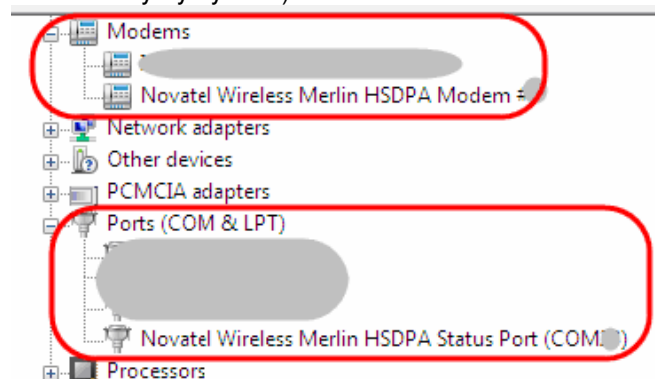 Modems
Novatel Wireless Merlin HSDPA Modem #
Network adapters
Other devices
PCMCIA adapters
Ports (COM & LPT)
Novatel Wireless Merlin HSDPA Status Port (COM
Processors